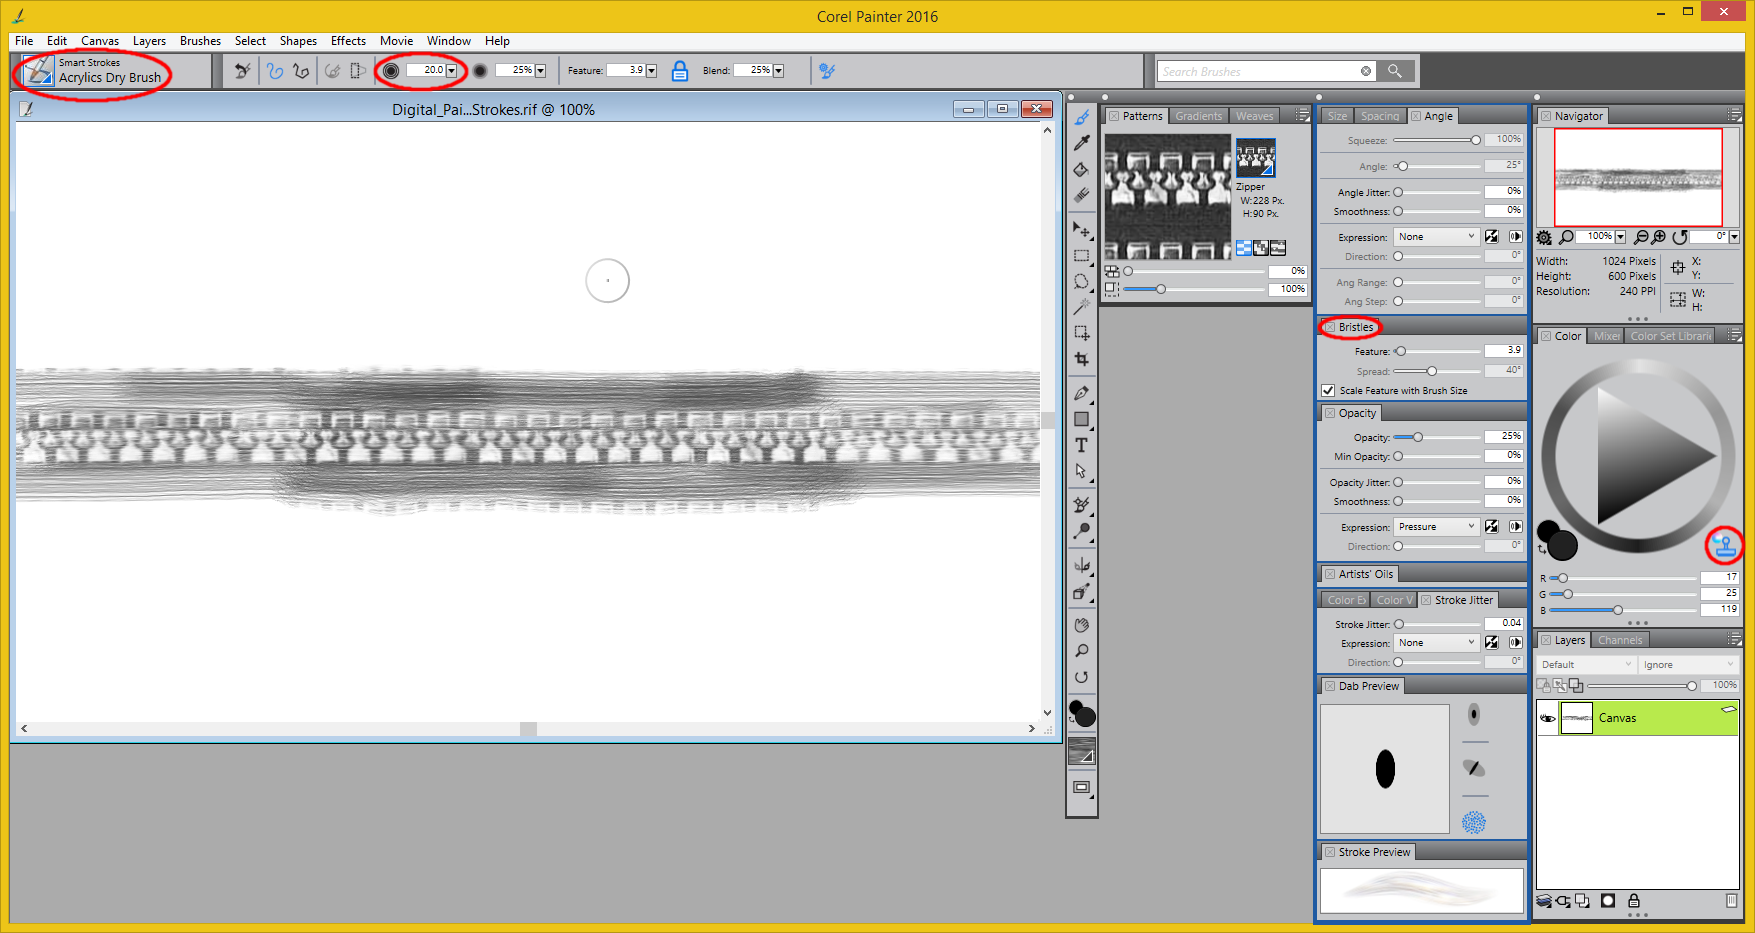 Corel Painter 2016
File Edit Canvas Layers Brushes Select Shapes Effects Movie Window Help
Smart Strokes
Acrylics Dry Brush
20.0
25%
Feature: 3.9
Blend: 25%
Search Brushes
Digital_Pai...Strokes.rif @ 100%
Patterns Gradients Weaves
Zipper
W:228 Px.
H:90 Px.
0%
100%
Size Spacing Angle
Squeeze: 100%
Angle: 25°
Angle Jitter: 0%
Smoothness: 0%
Expression: None
Direction: 0°
Ang Range: 0°
Ang Step: 0°
Bristles
Feature: 3.9
Spread: 40°
Scale Feature with Brush Size
Opacity
Opacity: 25%
Min Opacity: 0%
Opacity Jitter: 0%
Smoothness: 0%
Expression: Pressure
Direction: 0°
Artists' Oils
Color Ex Color V Stroke Jitter
Stroke Jitter: 0.04
Expression: None
Direction: 0°
Dab Preview
Stroke Preview
Navigator
100% 0°
Width: 1024 Pixels
Height: 600 Pixels
Resolution: 240 PPI
X:
Y:
W:
H:
Color Mixer Color Set Librari
R 17
G 25
B 119
Layers Channels
Default Ignore
100%
Canvas